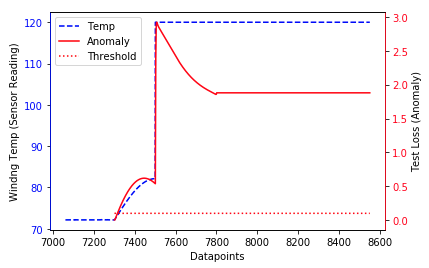 Temp
Anomaly
Threshold
120
110
100
90
80
70
Windng Temp (Sensor Reading)
3.0
2.5
2.0
1.5
1.0
0.5
0.0
Test Loss (Anomaly)
7000 7200 7400 7600 7800 8000 8200 8400 8600
Datapoints